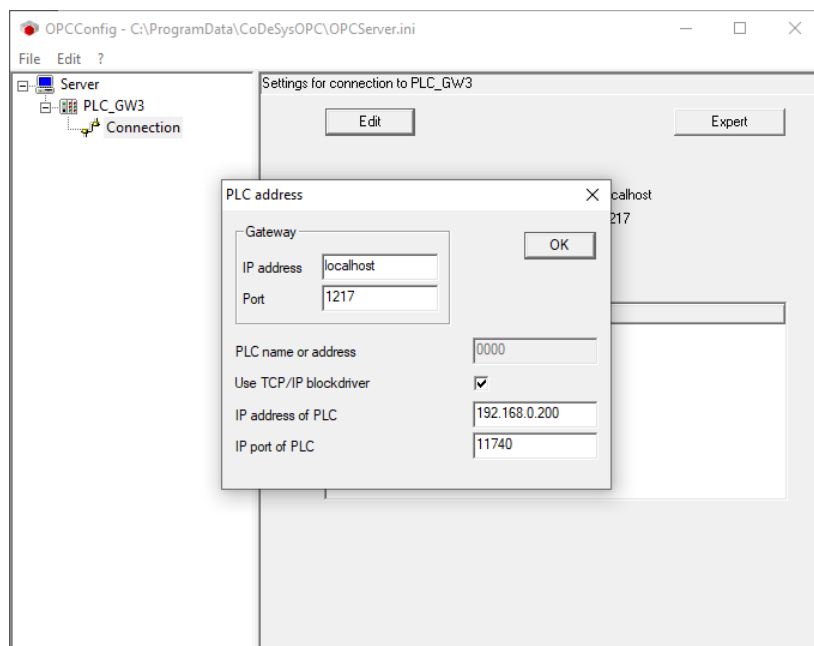 OPCConfig - C:\ProgramData\CoDeSysOPC\OPCServer.ini
File Edit ?
Server
PLC_GW3
Connection
Settings for connection to PLC_GW3
Edit Expert
PLC address
Gateway
IP address localhost
Port 1217
OK
PLC name or address 0000
Use TCP/IP blockdriver
IP address of PLC 192.168.0.200
IP port of PLC 11740
calhost
217